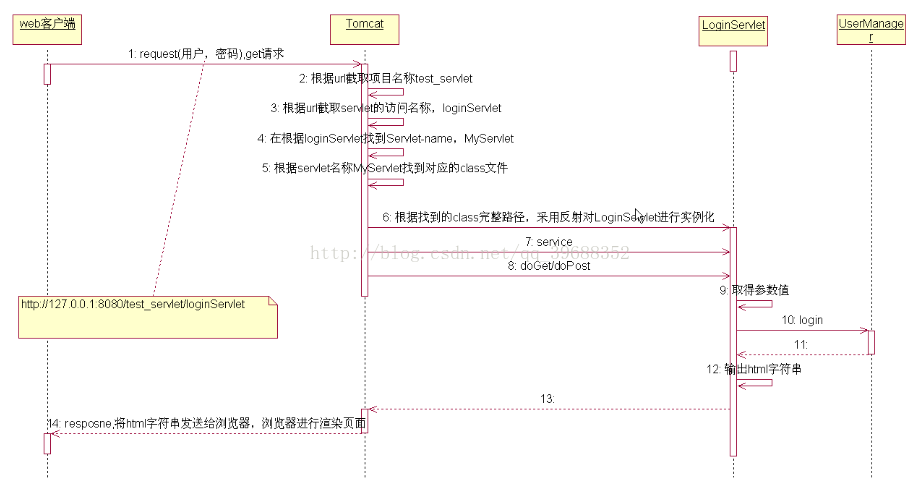 web客户端
Tomcat
LoginServlet
UserManage
r
1: request(用户，密码),get请求
2: 根据url截取项目名称test_servlet
3: 根据url截取servlet的访问名称，loginServlet
4: 在根据loginServlet找到Servlet-name，MyServlet
5: 根据servlet名称MyServlet找到对应的class文件
6: 根据找到的class完整路径，采用反射对LoginServlet进行实例化
7: service
http://blog.csdn.net/qq_39688352
8: doGet/doPost
9: 取得参数值
http://127.0.0.1:8080/test_servlet/loginServlet
10: login
11:
12: 输出html字符串
13:
14: resposne,将html字符串发送给浏览器，浏览器进行渲染页面